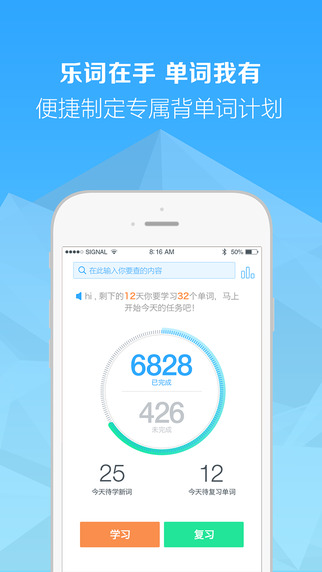 乐词在手 单词我有
便捷制定专属背单词计划
SIGNAL 8:16 AM 50%
在此输入你要查的内容
hi，剩下的12天你要学习32个单词，马上
开始今天的任务吧！
6828
已完成
426
未完成
25 12
今天待学新词 今天待复习单词
学习 复习